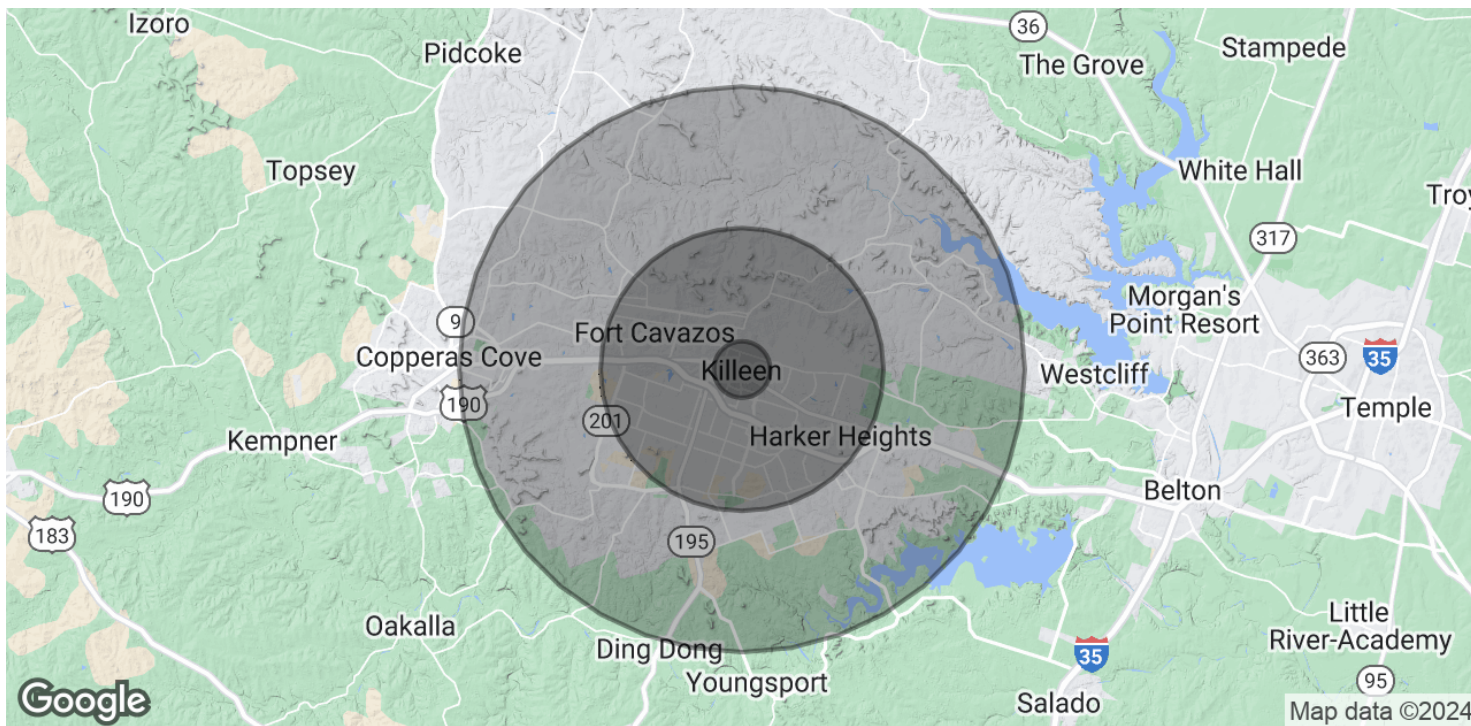 Izoro
Pidcoke
36
Stampede
The Grove
Topsey
White Hall
Troy
317
Morgan's
Point Resort
9
Fort Cavazos
Copperas Cove
Killeen
Westcliff
363
35
190
201
Temple
Kempner
Harker Heights
190
Belton
183
195
Oakalla
Ding Dong
Youngsport
35
Little
River-Academy
95
Salado
Google
Map data ©2024